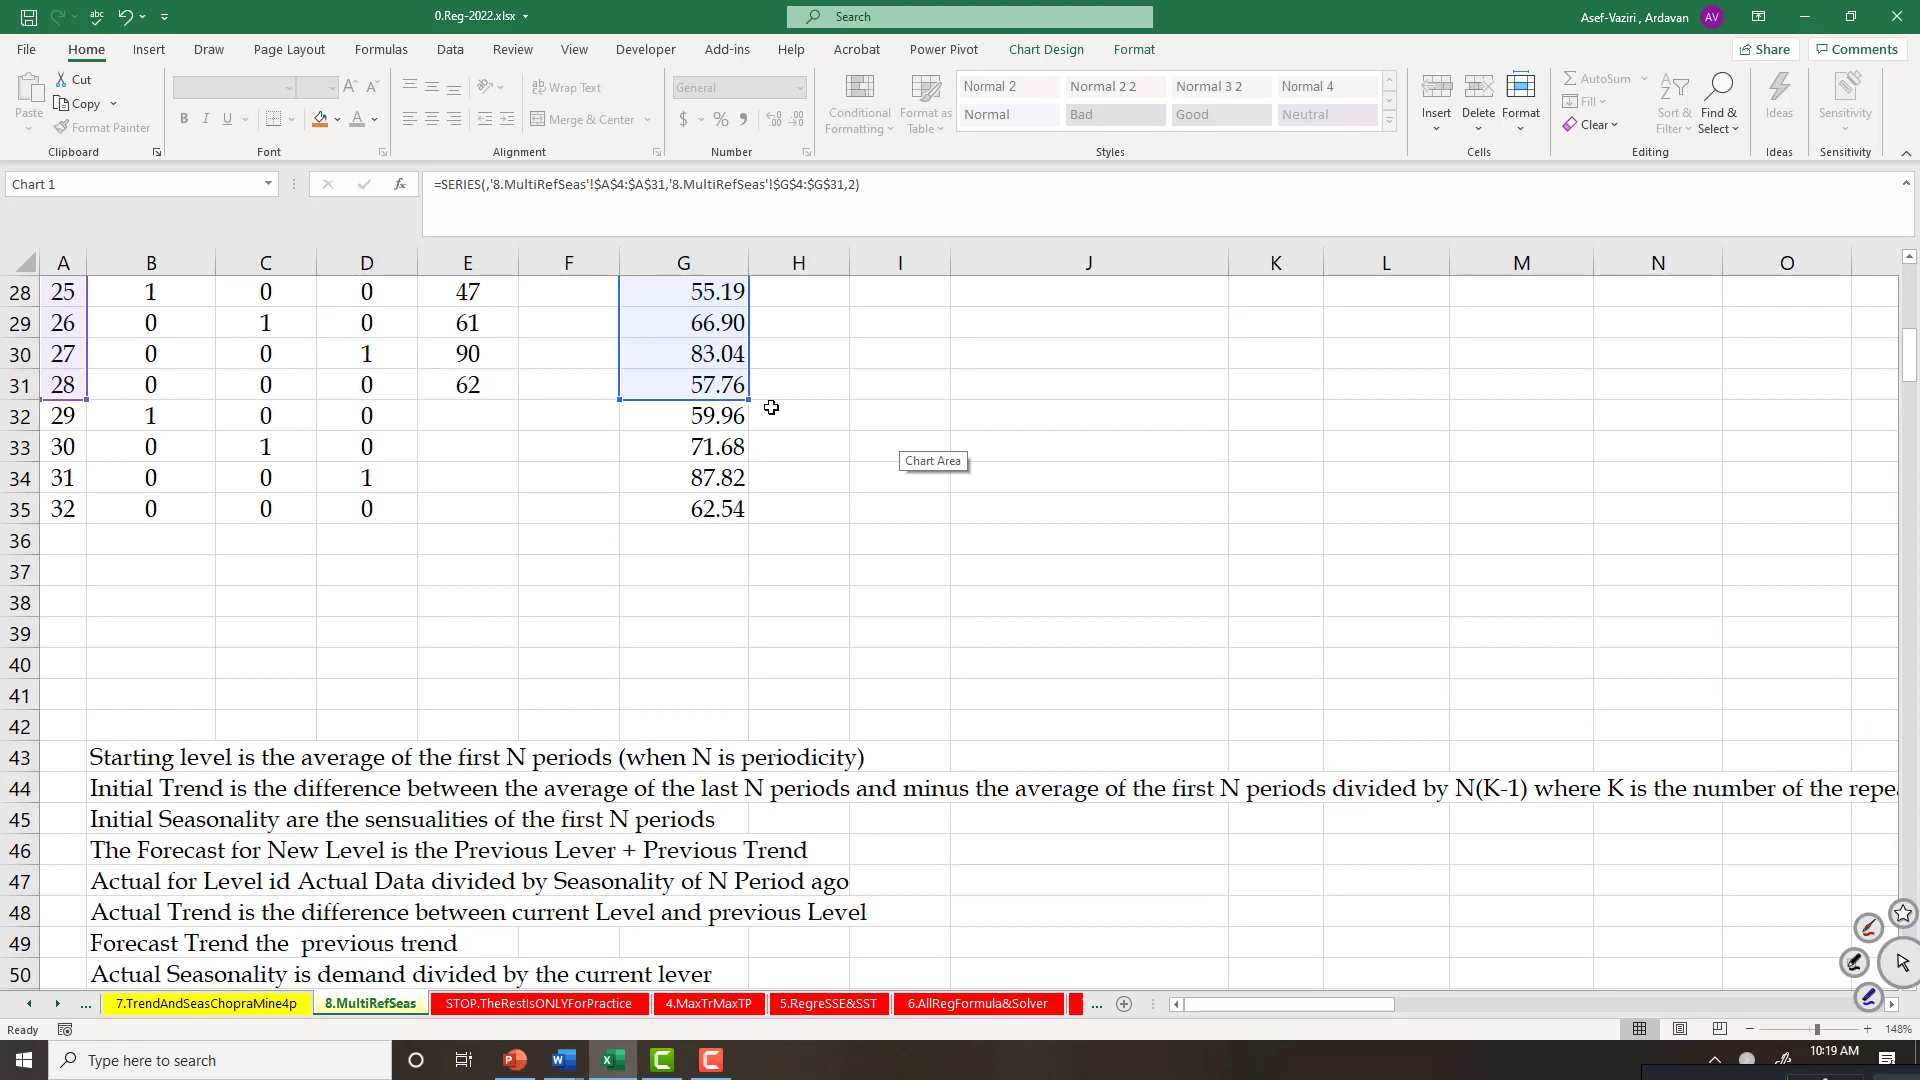 0.Reg-2022.xlsx
Search
Asef-Vaziri , Ardavan
AV
File
Home
Insert
Draw
Page Layout
Formulas
Data
Review
View
Developer
Add-ins
Help
Acrobat
Power Pivot
Chart Design
Format
Share
Comments
Paste
Cut
Copy
Format Painter
Clipboard
Font
Wrap Text
Merge & Center
Alignment
General
Number
Conditional Formatting
Format as Table
Normal 2
Normal 2 2
Normal 3 2
Normal 4
Normal
Bad
Good
Neutral
Styles
Insert
Delete
Format
Cells
AutoSum
Fill
Clear
Sort & Filter
Find & Select
Editing
Ideas
Ideas
Sensitivity
Sensitivity
Chart 1
=SERIES(,'8.MultiRefSeas'!$A$4:$A$31,'8.MultiRefSeas'!$G$4:$G$31,2)
A B C D E F G H I J K L M N O
28 25 1 0 0 47 55.19
29 26 0 1 0 61 66.90
30 27 0 0 1 90 83.04
31 28 0 0 0 62 57.76
32 29 1 0 0 59.96
33 30 0 1 0 71.68
34 31 0 0 1 87.82
35 32 0 0 0 62.54
Chart Area
36
37
38
39
40
41
42
43 Starting level is the average of the first N periods (when N is periodicity)
44 Initial Trend is the difference between the average of the last N periods and minus the average of the first N periods divided by N(K-1) where K is the number of the
45 Initial Seasonality are the sensualities of the first N periods
46 The Forecast for New Level is the Previous Lever + Previous Trend
47 Actual for Level id Actual Data divided by Seasonality of N Period ago
48 Actual Trend is the difference between current Level and previous Level
49 Forecast Trend the previous trend
50 Actual Seasonality is demand divided by the current lever
... 7.TrendAndSeasChopraMine4p
8.MultiRefSeas
STOP.TheRestIsONLYForPractice
4.MaxTrMaxTP
5.RegreSSE&SST
6.AllRegFormula&Solver
...
Ready
148%
Type here to search
10:19 AM